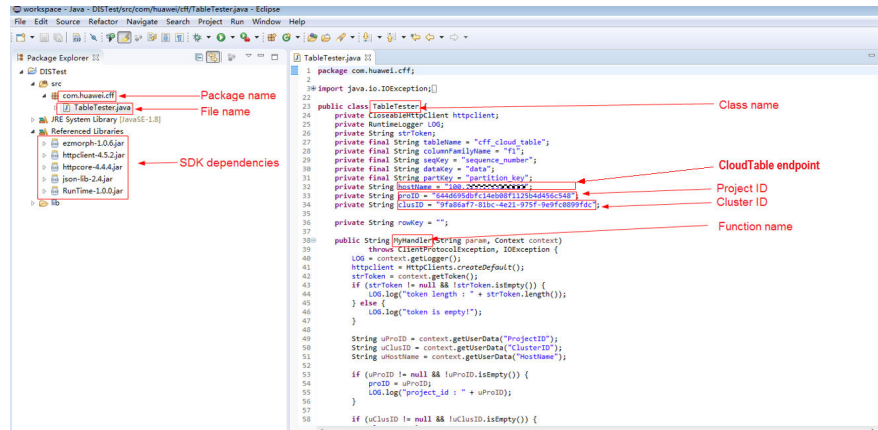 workspace - Java - DISTest/src/com/huawei/cff/TableTester.java - Eclipse
File Edit Source Refactor Navigate Search Project Run Window Help
Package Explorer
DISTest
src
com.huawei.cff
Package name
TableTester.java
File name
JRE System Library [JavaSE-1.8]
Referenced Libraries
ezmorph-1.0.6.jar
httpclient-4.5.2.jar
httpcore-4.4.4.jar
json-lib-2.4.jar
RunTime-1.0.0.jar
SDK dependencies
lib
TableTester.java
1 package com.huawei.cff;
2
3 import java.io.IOException;
22
23 public class TableTester {
Class name
24 private CloseableHttpClient httpclient;
25 private RuntimeLogger LOG;
26 private String strToken;
27 private final String tableName = "cff_cloud_table";
28 private final String columnFamilyName = "f1";
29 private final String seqKey = "sequence_number";
30 private final String dataKey = "data";
31 private final String partKey = "partition_key";
CloudTable endpoint
32 private String hostName = "100.2
33 private String proID = "644d695dbfc14eb08f1125b4d456c548";
Project ID
34 private String clusID = "9fa86af7-81bc-4e21-975f-9e9fc0899fdc";
Cluster ID
35
36 private String rowKey = "";
37
Function name
38 public String MyHandler(String param, Context context)
39 throws ClientProtocolException, IOException {
40 LOG = context.getLogger();
41 httpclient = HttpClients.createDefault();
42 strToken = context.getToken();
43 if (strToken != null && !strToken.isEmpty()) {
44 LOG.log("token length : " + strToken.length());
45 } else {
46 LOG.log("token is empty!");
47 }
48
49 String uProID = context.getUserData("ProjectID");
50 String uClusID = context.getUserData("ClusterID");
51 String uHostName = context.getUserData("HostName");
52
53 if (uProID != null && !uProID.isEmpty()) {
54 proID = uProID;
55 LOG.log("project_id : " + uProID);
56 }
57
58 if (uClusID != null && !uClusID.isEmpty()) {